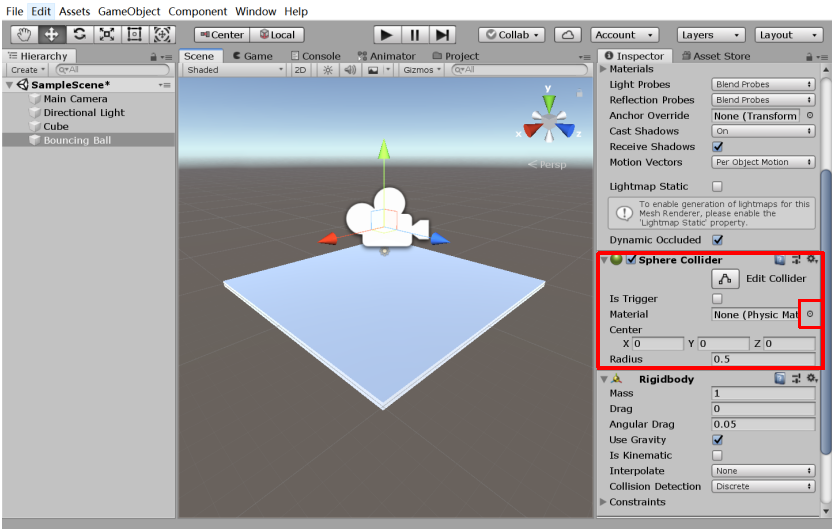 File Edit Assets GameObject Component Window Help
Center Local Collab Account Layers Layout
Hierarchy
Create All
SampleScene*
Main Camera
Directional Light
Cube
Bouncing Ball
Scene Game Console Animator Project
Shaded 2D Gizmos All
y
x
z
Persp
Inspector Asset Store
Materials
Light Probes Blend Probes
Reflection Probes Blend Probes
Anchor Override None (Transform
Cast Shadows On
Receive Shadows
Motion Vectors Per Object Motion
Lightmap Static
To enable generation of lightmaps for this
Mesh Renderer, please enable the
'Lightmap Static' property.
Dynamic Occluded
Sphere Collider
Edit Collider
Is Trigger
Material None (Physic Mat
Center
X 0 Y 0 Z 0
Radius 0.5
Rigidbody
Mass 1
Drag 0
Angular Drag 0.05
Use Gravity
Is Kinematic
Interpolate None
Collision Detection Discrete
Constraints